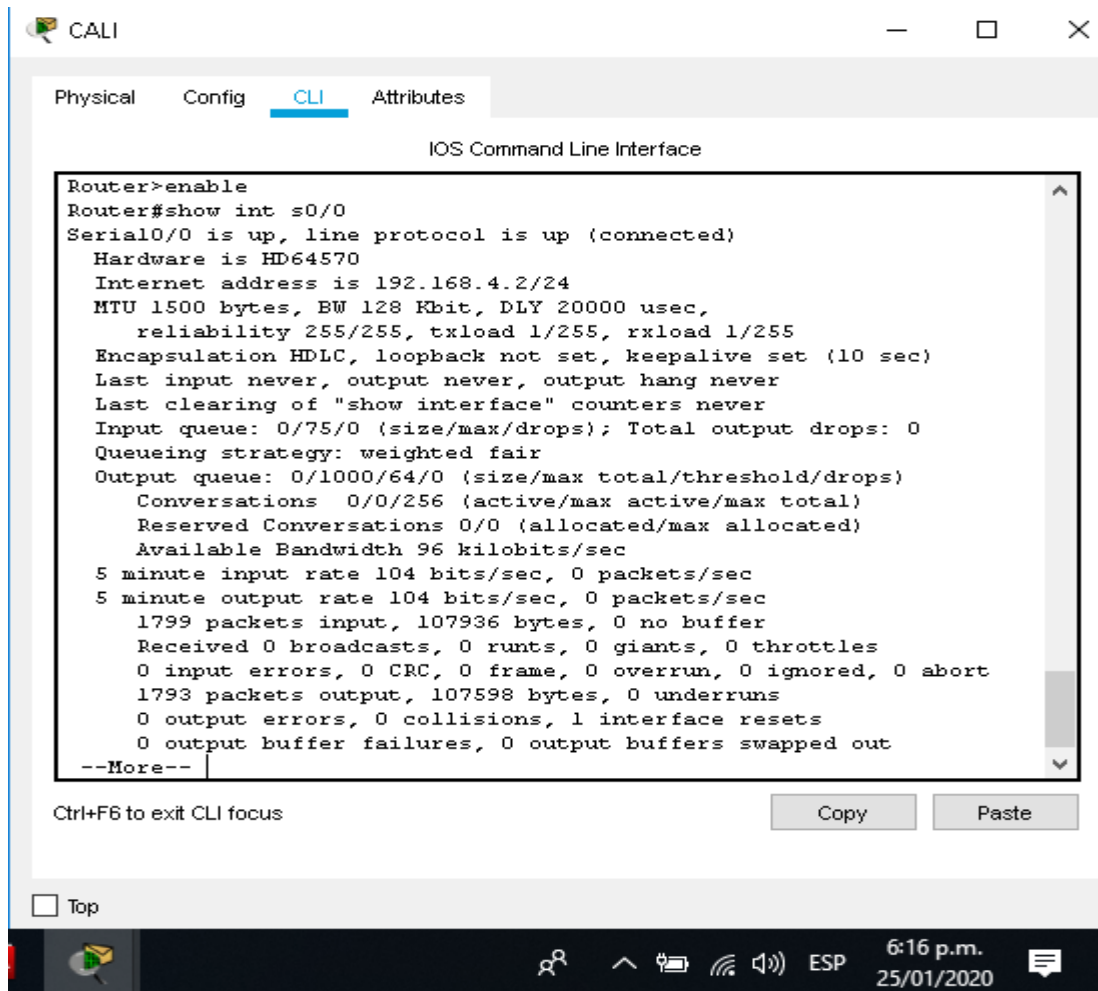 CALI
Physical Config CLI Attributes
IOS Command Line Interface
Router>enable
Router#show int s0/0
Serial0/0 is up, line protocol is up (connected)
Hardware is HD64570
Internet address is 192.168.4.2/24
MTU 1500 bytes, BW 128 Kbit, DLY 20000 usec,
reliability 255/255, txload 1/255, rxload 1/255
Encapsulation HDLC, loopback not set, keepalive set (10 sec)
Last input never, output never, output hang never
Last clearing of "show interface" counters never
Input queue: 0/75/0 (size/max/drops); Total output drops: 0
Queueing strategy: weighted fair
Output queue: 0/1000/64/0 (size/max total/threshold/drops)
Conversations 0/0/256 (active/max active/max total)
Reserved Conversations 0/0 (allocated/max allocated)
Available Bandwidth 96 kilobits/sec
5 minute input rate 104 bits/sec, 0 packets/sec
5 minute output rate 104 bits/sec, 0 packets/sec
1799 packets input, 107936 bytes, 0 no buffer
Received 0 broadcasts, 0 runts, 0 giants, 0 throttles
0 input errors, 0 CRC, 0 frame, 0 overrun, 0 ignored, 0 abort
1793 packets output, 107598 bytes, 0 underruns
0 output errors, 0 collisions, 1 interface resets
0 output buffer failures, 0 output buffers swapped out
--More--
Ctrl+F6 to exit CLI focus
Copy Paste
Top
ESP
6:16 p.m.
25/01/2020